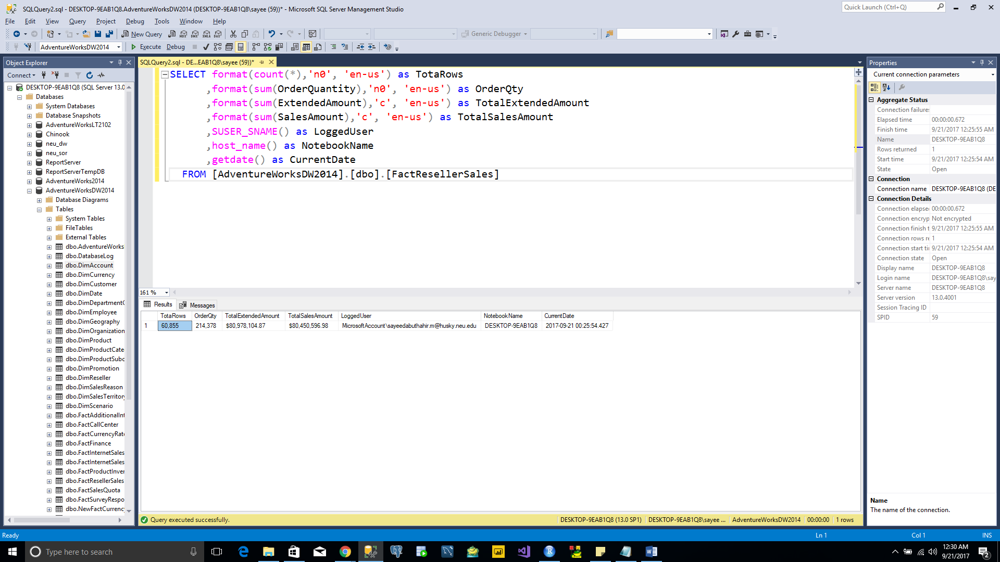 SQLQuery2.sql - DESKTOP-9EAB1Q8.AdventureWorksDW2014 (DESKTOP-9EAB1Q8\sayee (59))* - Microsoft SQL Server Management Studio
Quick Launch (Ctrl+Q)
File Edit View Query Project Debug Tools Window Help
New Query
MDX DMX XMLA DAX
Generic Debugger
AdventureWorksDW2014
Execute Debug
Object Explorer
Connect
DESKTOP-9EAB1Q8 (SQL Server 13.0
Databases
System Databases
Database Snapshots
AdventureWorksLT2102
Chinook
neu_dw
neu_sor
ReportServer
ReportServerTempDB
AdventureWorks2014
AdventureWorksDW2014
Database Diagrams
Tables
System Tables
FileTables
External Tables
dbo.AdventureWorks
dbo.DatabaseLog
dbo.DimAccount
dbo.DimCurrency
dbo.DimCustomer
dbo.DimDate
dbo.DimDepartmentG
dbo.DimEmployee
dbo.DimGeography
dbo.DimOrganization
dbo.DimProduct
dbo.DimProductCate
dbo.DimProductSubc
dbo.DimPromotion
dbo.DimReseller
dbo.DimSalesReason
dbo.DimSalesTerritory
dbo.DimScenario
dbo.FactAdditionalInt
dbo.FactCallCenter
dbo.FactCurrencyRate
dbo.FactFinance
dbo.FactInternetSales
dbo.FactInternetSales
dbo.FactProductInver
dbo.FactResellerSales
dbo.FactSalesQuota
dbo.FactSurveyRespo
dbo.NewFactCurrency
SQLQuery2.sql - DE...EAB1Q8\sayee (59))*
SELECT format(count(*),'n0', 'en-us') as TotaRows
,format(sum(OrderQuantity),'n0', 'en-us') as OrderQty
,format(sum(ExtendedAmount),'c', 'en-us') as TotalExtendedAmount
,format(sum(SalesAmount),'c', 'en-us') as TotalSalesAmount
,SUSER_SNAME() as LoggedUser
,host_name() as NotebookName
,getdate() as CurrentDate
FROM [AdventureWorksDW2014].[dbo].[FactResellerSales]
161 %
Results Messages
TotaRows OrderQty TotalExtendedAmount TotalSalesAmount LoggedUser NotebookName CurrentDate
1 60,855 214,378 $80,978,104.87 $80,450,596.98 MicrosoftAccount\sayeedabuthahir.m@husky.neu.edu DESKTOP-9EAB1Q8 2017-09-21 00:25:54.427
Query executed successfully.
DESKTOP-9EAB1Q8 (13.0 SP1) DESKTOP-9EAB1Q8\sayee ... AdventureWorksDW2014 00:00:00 1 rows
Properties
Current connection parameters
Aggregate Status
Connection failures
Elapsed time 00:00:00.672
Finish time 9/21/2017 12:25:55 AM
Name DESKTOP-9EAB1Q8
Rows returned 1
Start time 9/21/2017 12:25:54 AM
State Open
Connection
Connection name DESKTOP-9EAB1Q8 (DE
Connection Details
Connection elapse 00:00:00.672
Connection encryp Not encrypted
Connection finish t 9/21/2017 12:25:55 AM
Connection rows re 1
Connection start ti 9/21/2017 12:25:54 AM
Connection state Open
Display name DESKTOP-9EAB1Q8
Login name DESKTOP-9EAB1Q8\say
Server name DESKTOP-9EAB1Q8
Server version 13.0.4001
Session Tracing ID
SPID 59
Name
The name of the connection.
Ready
Ln 1 Col 1 INS
Type here to search
12:30 AM
9/21/2017
2